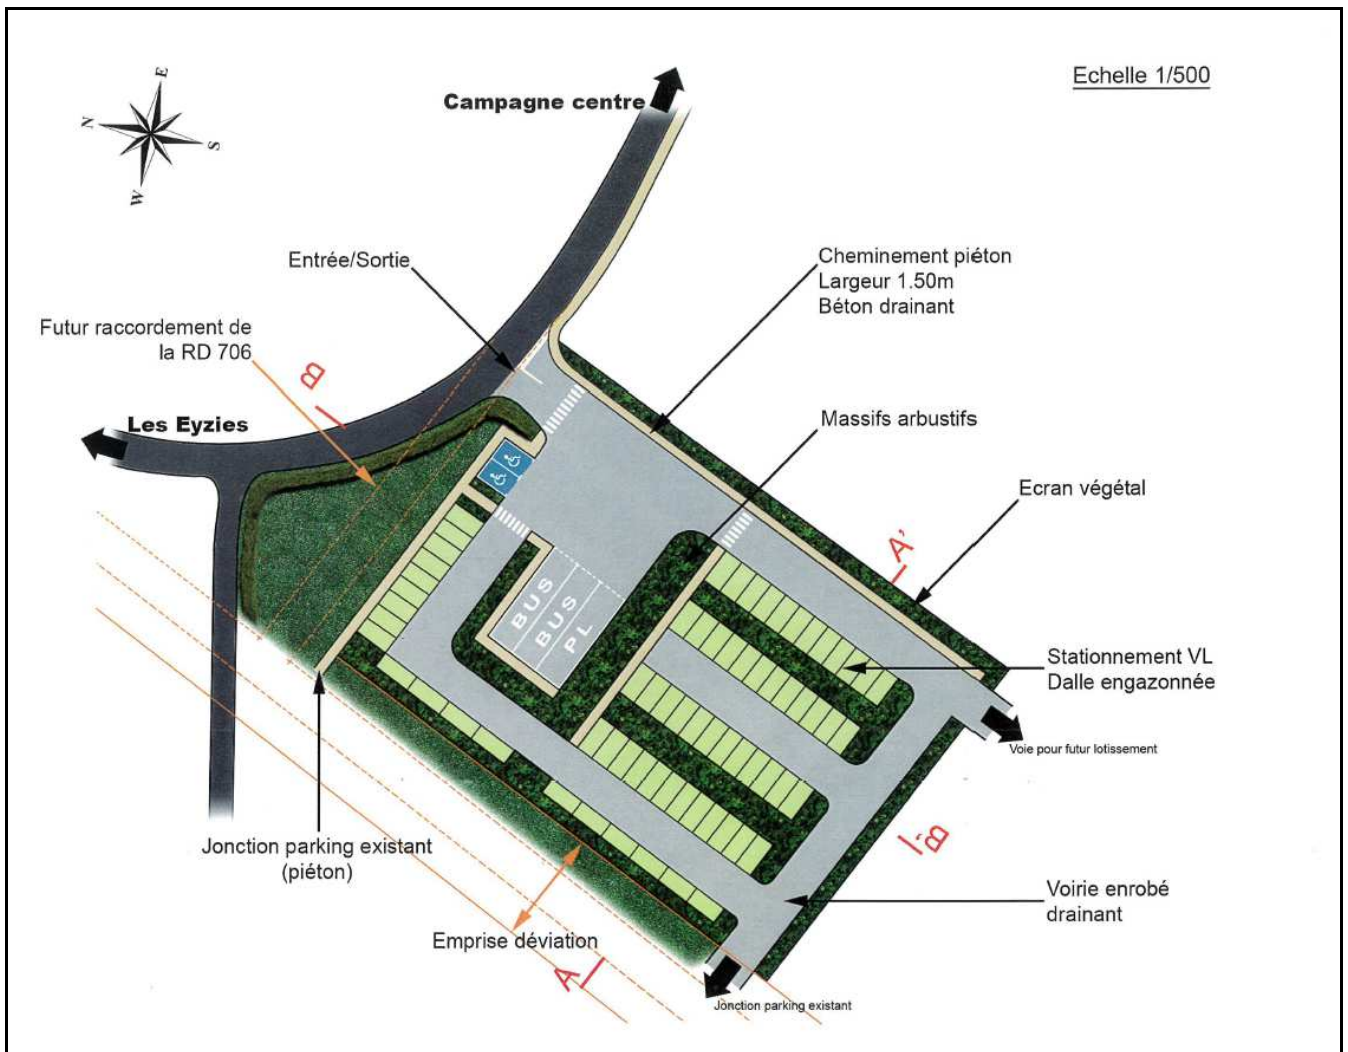 Echelle 1/500
E
N
S
W
Campagne centre
Entrée/Sortie
Cheminement piéton
Largeur 1.50m
Béton drainant
Futur raccordement de
la RD 706
B
Les Eyzies
Massifs arbustifs
Ecran végétal
A'
BUS
BUS
PL
Stationnement VL
Dalle engazonnée
Voie pour futur lotissement
B'
Jonction parking existant
(piéton)
Voirie enrobé
drainant
Emprise déviation
A
Jonction parking existant